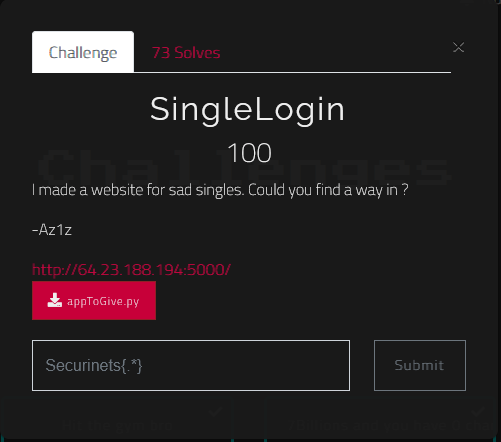 Challenge 73 Solves ×
SingleLogin
100
Challenges
I made a website for sad singles. Could you find a way in ?
-Az1z
http://64.23.188.194:5000/
appToGive.py
Securinets{.*} Submit